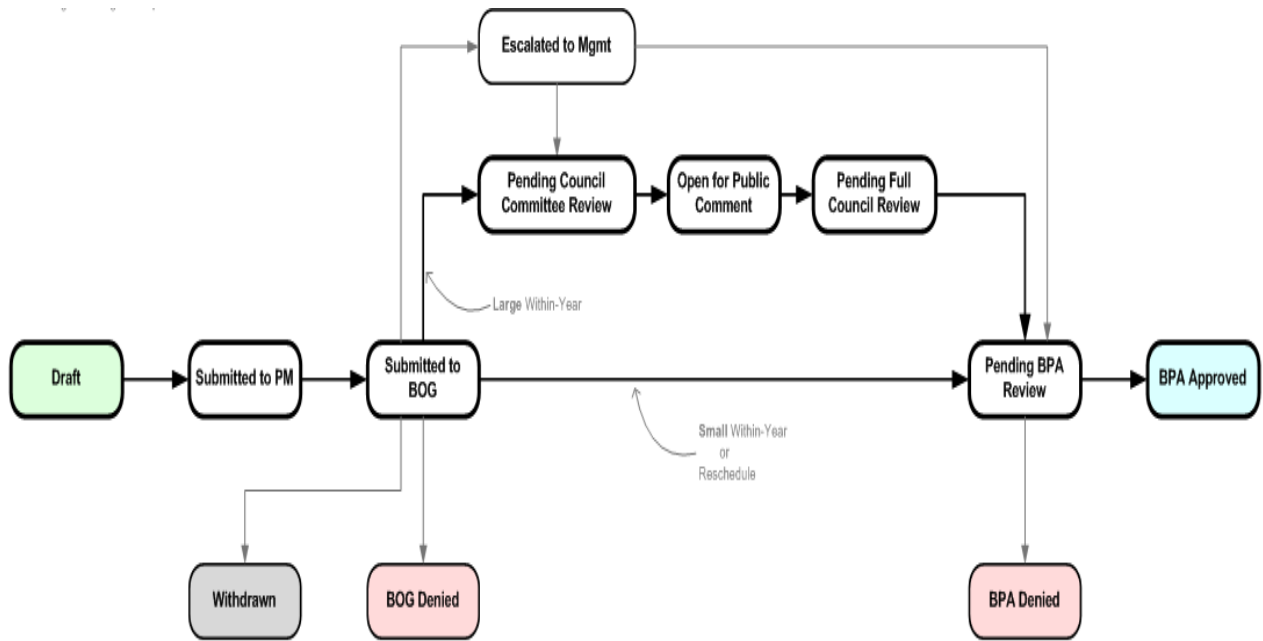 Escalated to Mgmt
Pending Council
Committee Review
Open for Public
Comment
Pending Full
Council Review
Large Within-Year
Draft
Submitted to PM
Submitted to
BOG
Pending BPA
Review
BPA Approved
Small Within-Year
or
Reschedule
Withdrawn
BOG Denied
BPA Denied